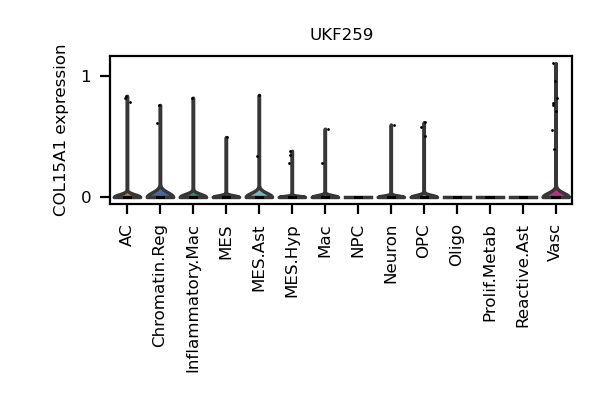 UKF259
COL15A1 expression
1
0
AC
Chromatin.Reg
Inflammatory.Mac
MES
MES.Ast
MES.Hyp
Mac
NPC
Neuron
OPC
Oligo
Prolif.Metab
Reactive.Ast
Vasc